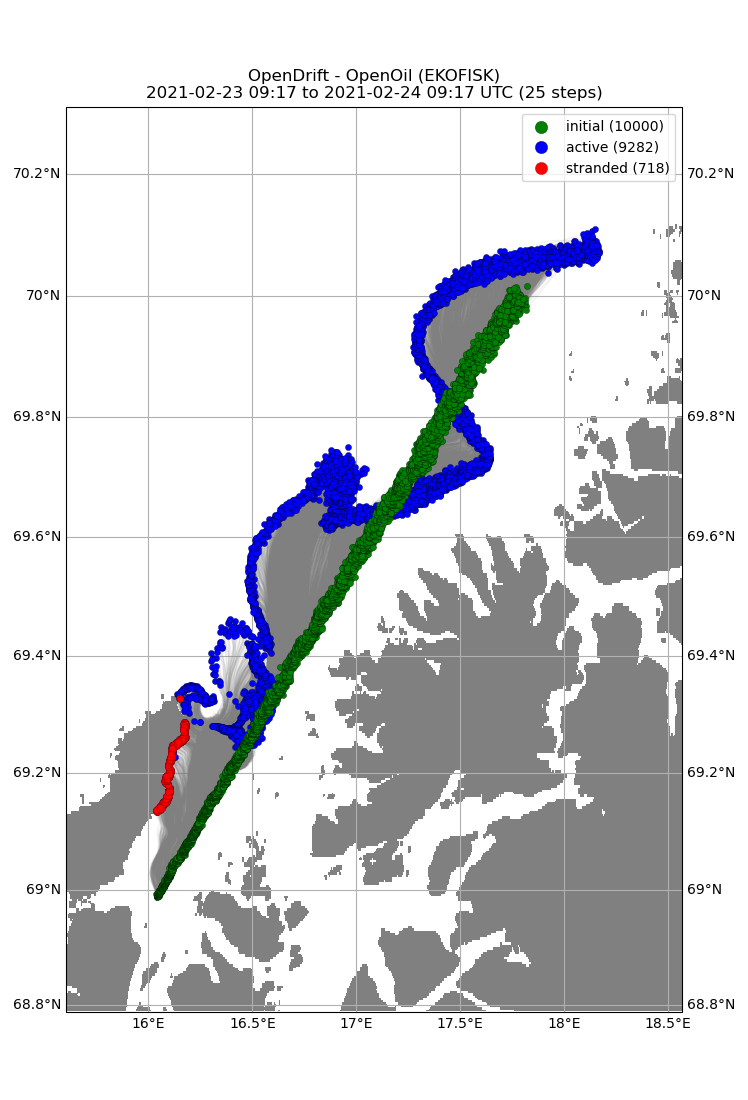 OpenDrift - OpenOil (EKOFISK)
2021-02-23 09:17 to 2021-02-24 09:17 UTC (25 steps)
initial (10000)
active (9282)
stranded (718)
70.2°N 70.2°N
70°N 70°N
69.8°N 69.8°N
69.6°N 69.6°N
69.4°N 69.4°N
69.2°N 69.2°N
69°N 69°N
68.8°N 68.8°N
16°E 16.5°E 17°E 17.5°E 18°E 18.5°E